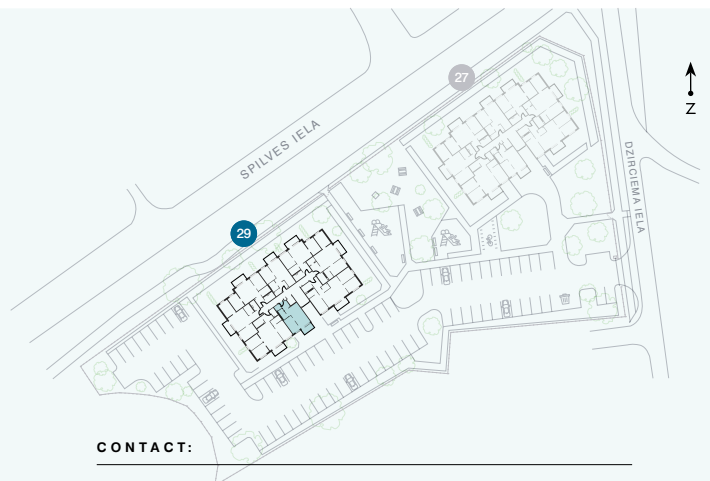 27
Z
SPILVES IELA
DZIRCIEMA IELA
29
CONTACT: